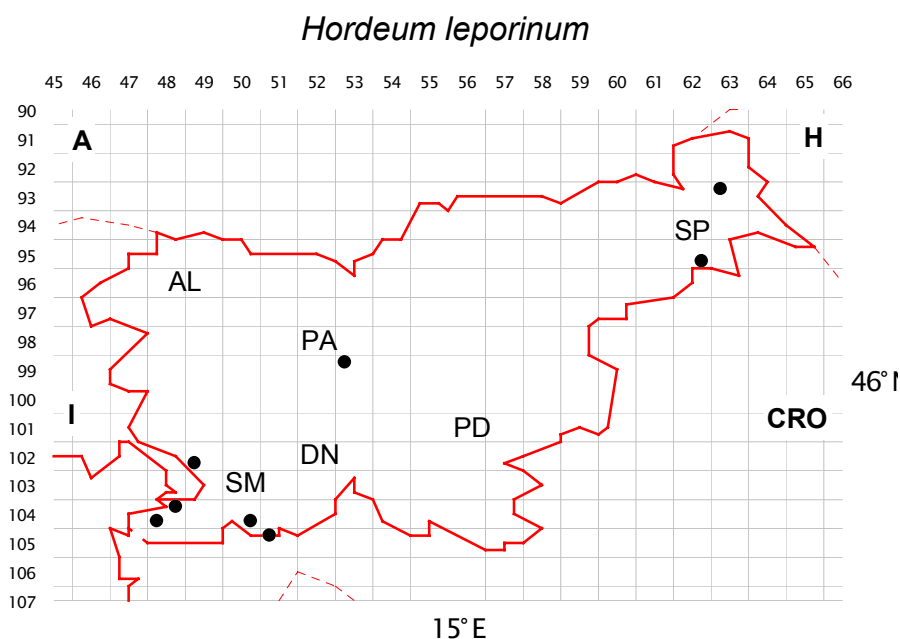 Hordeum leporinum
45 46 47 48 49 50 51 52 53 54 55 56 57 58 59 60 61 62 63 64 65 66
90
91 A H
92
93
94 SP
95
96 AL
97
98 PA
99
100 46° N
101 I PD CRO
102 DN
103 SM
104
105
106
107
15° E